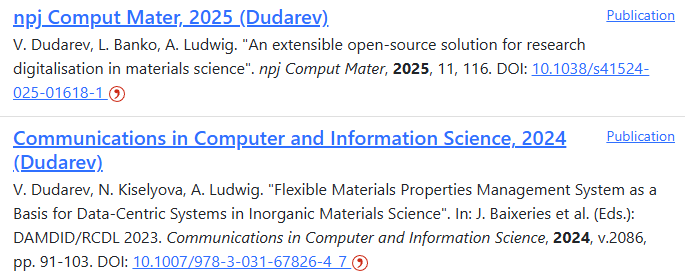 npj Comput Mater, 2025 (Dudarev)
Publication
V. Dudarev, L. Banko, A. Ludwig. "An extensible open-source solution for research
digitalisation in materials science". npj Comput Mater, 2025, 11, 116. DOI: 10.1038/s41524-
025-01618-1
Communications in Computer and Information Science, 2024
Publication
(Dudarev)
V. Dudarev, N. Kiselyova, A. Ludwig. "Flexible Materials Properties Management System as a
Basis for Data-Centric Systems in Inorganic Materials Science". In: J. Baixeries et al. (Eds.):
DAMDID/RCDL 2023. Communications in Computer and Information Science, 2024, v.2086,
pp. 91-103. DOI: 10.1007/978-3-031-67826-4_7